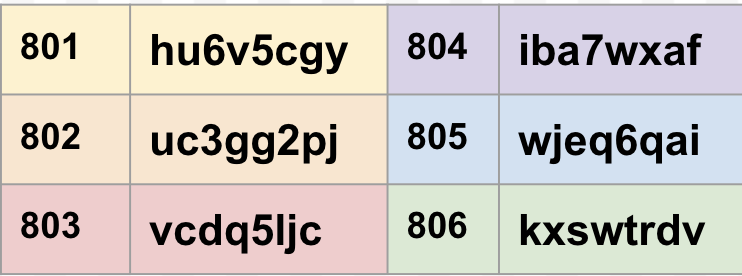 801 hu6v5cgy 804 iba7wxaf
802 uc3gg2pj 805 wjeq6qai
803 vcdq5ljc 806 kxswtrdv